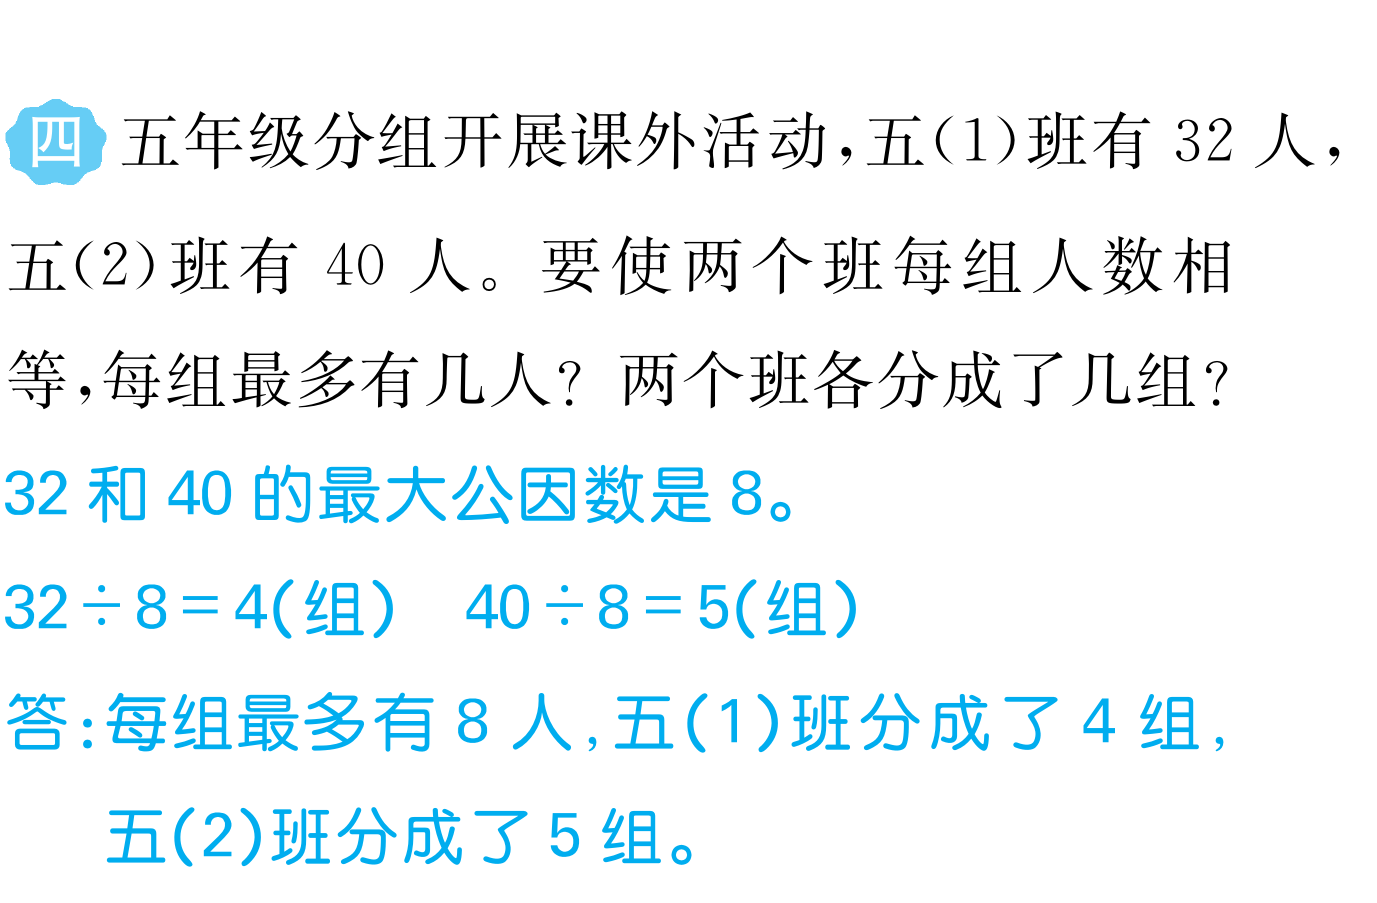 四 五年级分组开展课外活动,五(1)班有 32 人,
五(2)班有 40 人。要使两个班每组人数相
等,每组最多有几人? 两个班各分成了几组?
32 和 40 的最大公因数是 8。
32÷8=4(组) 40÷8=5(组)
答:每组最多有 8 人,五(1)班分成了 4 组,
五(2)班分成了 5 组。